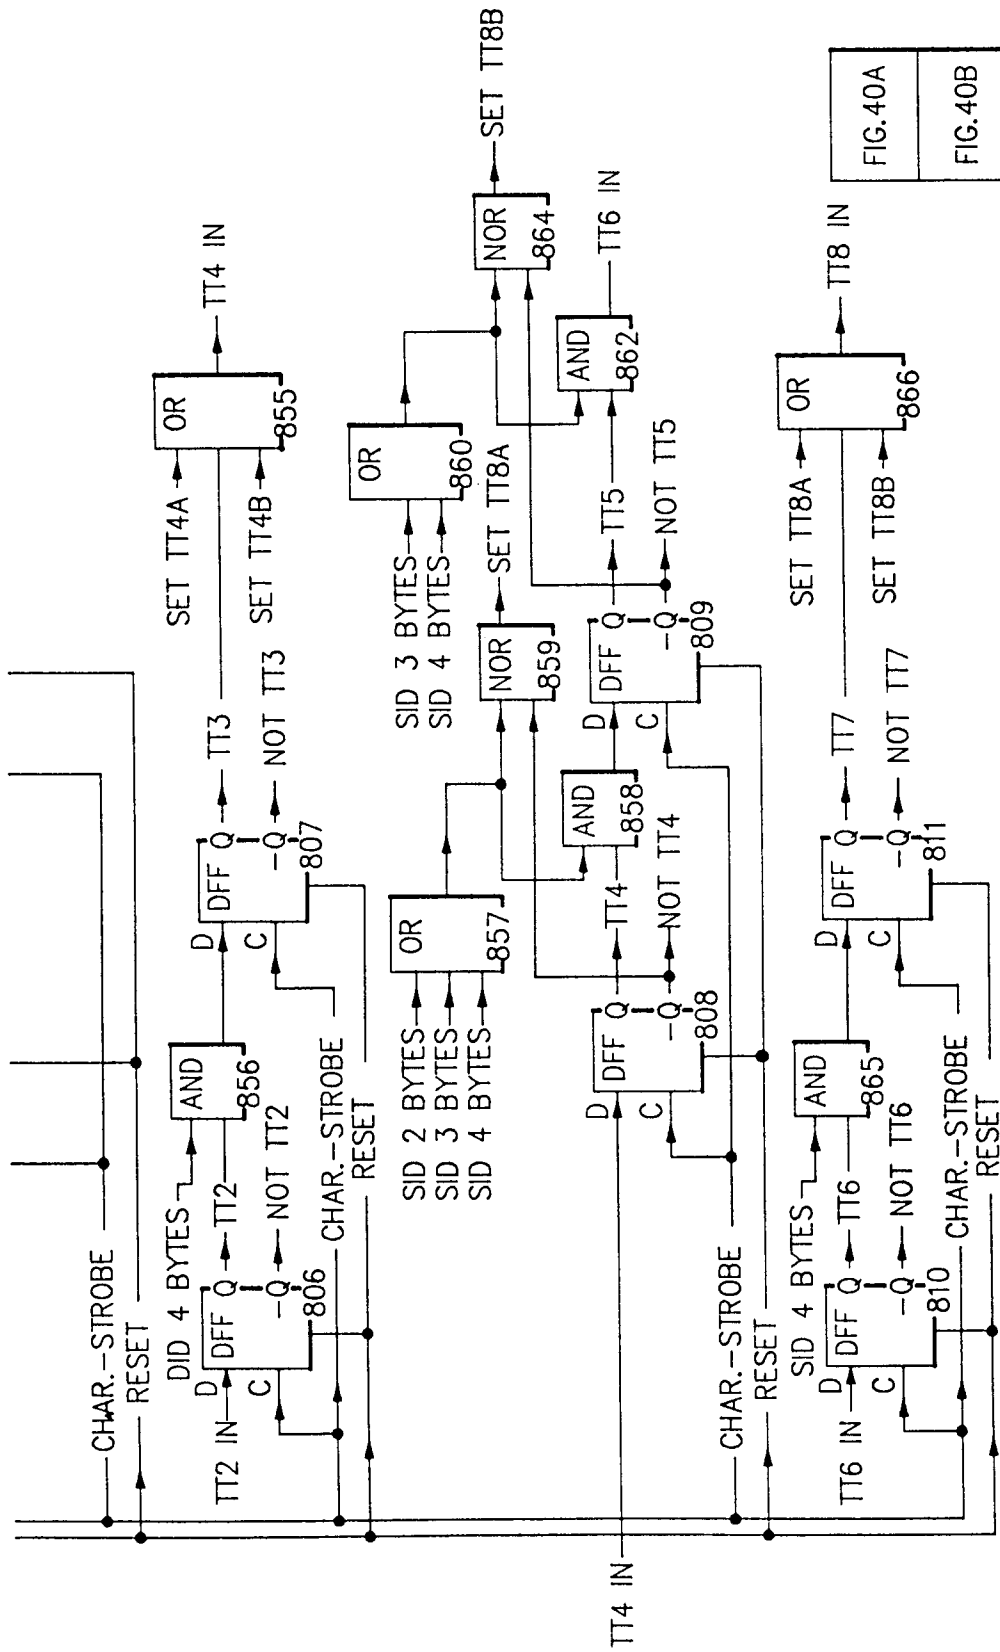 CHAR.-STROBE
RESET
DID 4 BYTES
TT2 IN
D
C
DFF
Q
-Q
806
TT2
NOT TT2
AND
856
CHAR.-STROBE
RESET
D
C
DFF
Q
-Q
807
TT3
NOT TT3
SET TT4A
SET TT4B
OR
855
TT4 IN
SID 2 BYTES
SID 3 BYTES
SID 4 BYTES
OR
857
NOR
859
SET TT8A
SID 3 BYTES
SID 4 BYTES
OR
860
NOR
864
SET TT8B
TT4 IN
D
C
DFF
Q
-Q
808
TT4
NOT TT4
AND
858
D
C
DFF
Q
-Q
809
TT5
NOT TT5
AND
862
TT6 IN
CHAR.-STROBE
RESET
SID 4 BYTES
TT6 IN
D
C
DFF
Q
-Q
810
TT6
NOT TT6
AND
865
CHAR.-STROBE
RESET
D
C
DFF
Q
-Q
811
TT7
NOT TT7
SET TT8A
SET TT8B
OR
866
TT8 IN
FIG.40A
FIG.40B